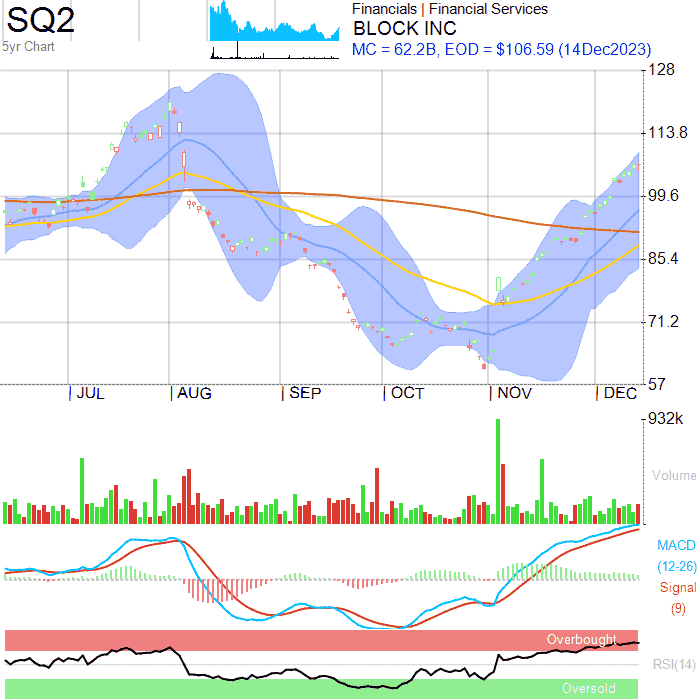 SQ2
5yr Chart
Financials | Financial Services
BLOCK INC
MC = 62.2B, EOD = $106.59 (14Dec2023)
128
113.8
99.6
85.4
71.2
57
JUL
AUG
SEP
OCT
NOV
DEC
932k
Volume
MACD
(12-26)
Signal
(9)
Overbought
RSI(14)
Oversold